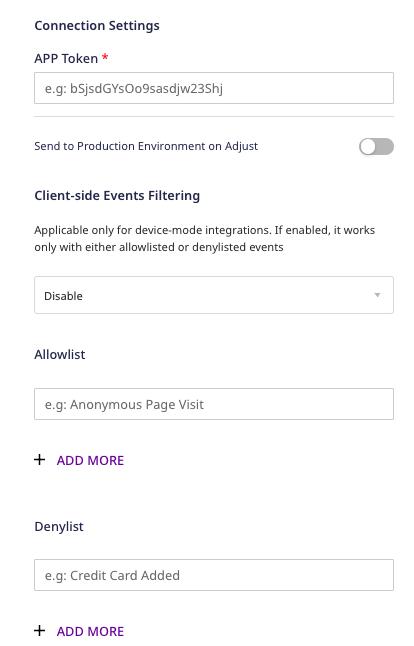 Connection Settings
APP Token *
e.g: bSjsdGYsOo9sasdjw23Shj
Send to Production Environment on Adjust
Client-side Events Filtering
Applicable only for device-mode integrations. If enabled, it works
only with either allowlisted or denylisted events
Disable
Allowlist
e.g: Anonymous Page Visit
+ ADD MORE
Denylist
e.g: Credit Card Added
+ ADD MORE